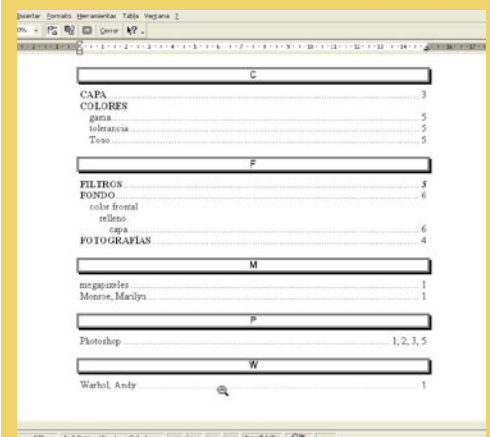 Insertar Formato Herramientas Tabla Ventana ?
Cerrar
C
CAPA 3
COLORES
gama 5
tolerancia 5
Tono 5
F
FILTROS 5
FONDO 6
color frontal
relleno
capa 6
FOTOGRAFÍAS 4
M
megapixeles 1
Monroe, Marilyn 1
P
Photoshop 1, 2, 3, 5
W
Warhol, Andy 1